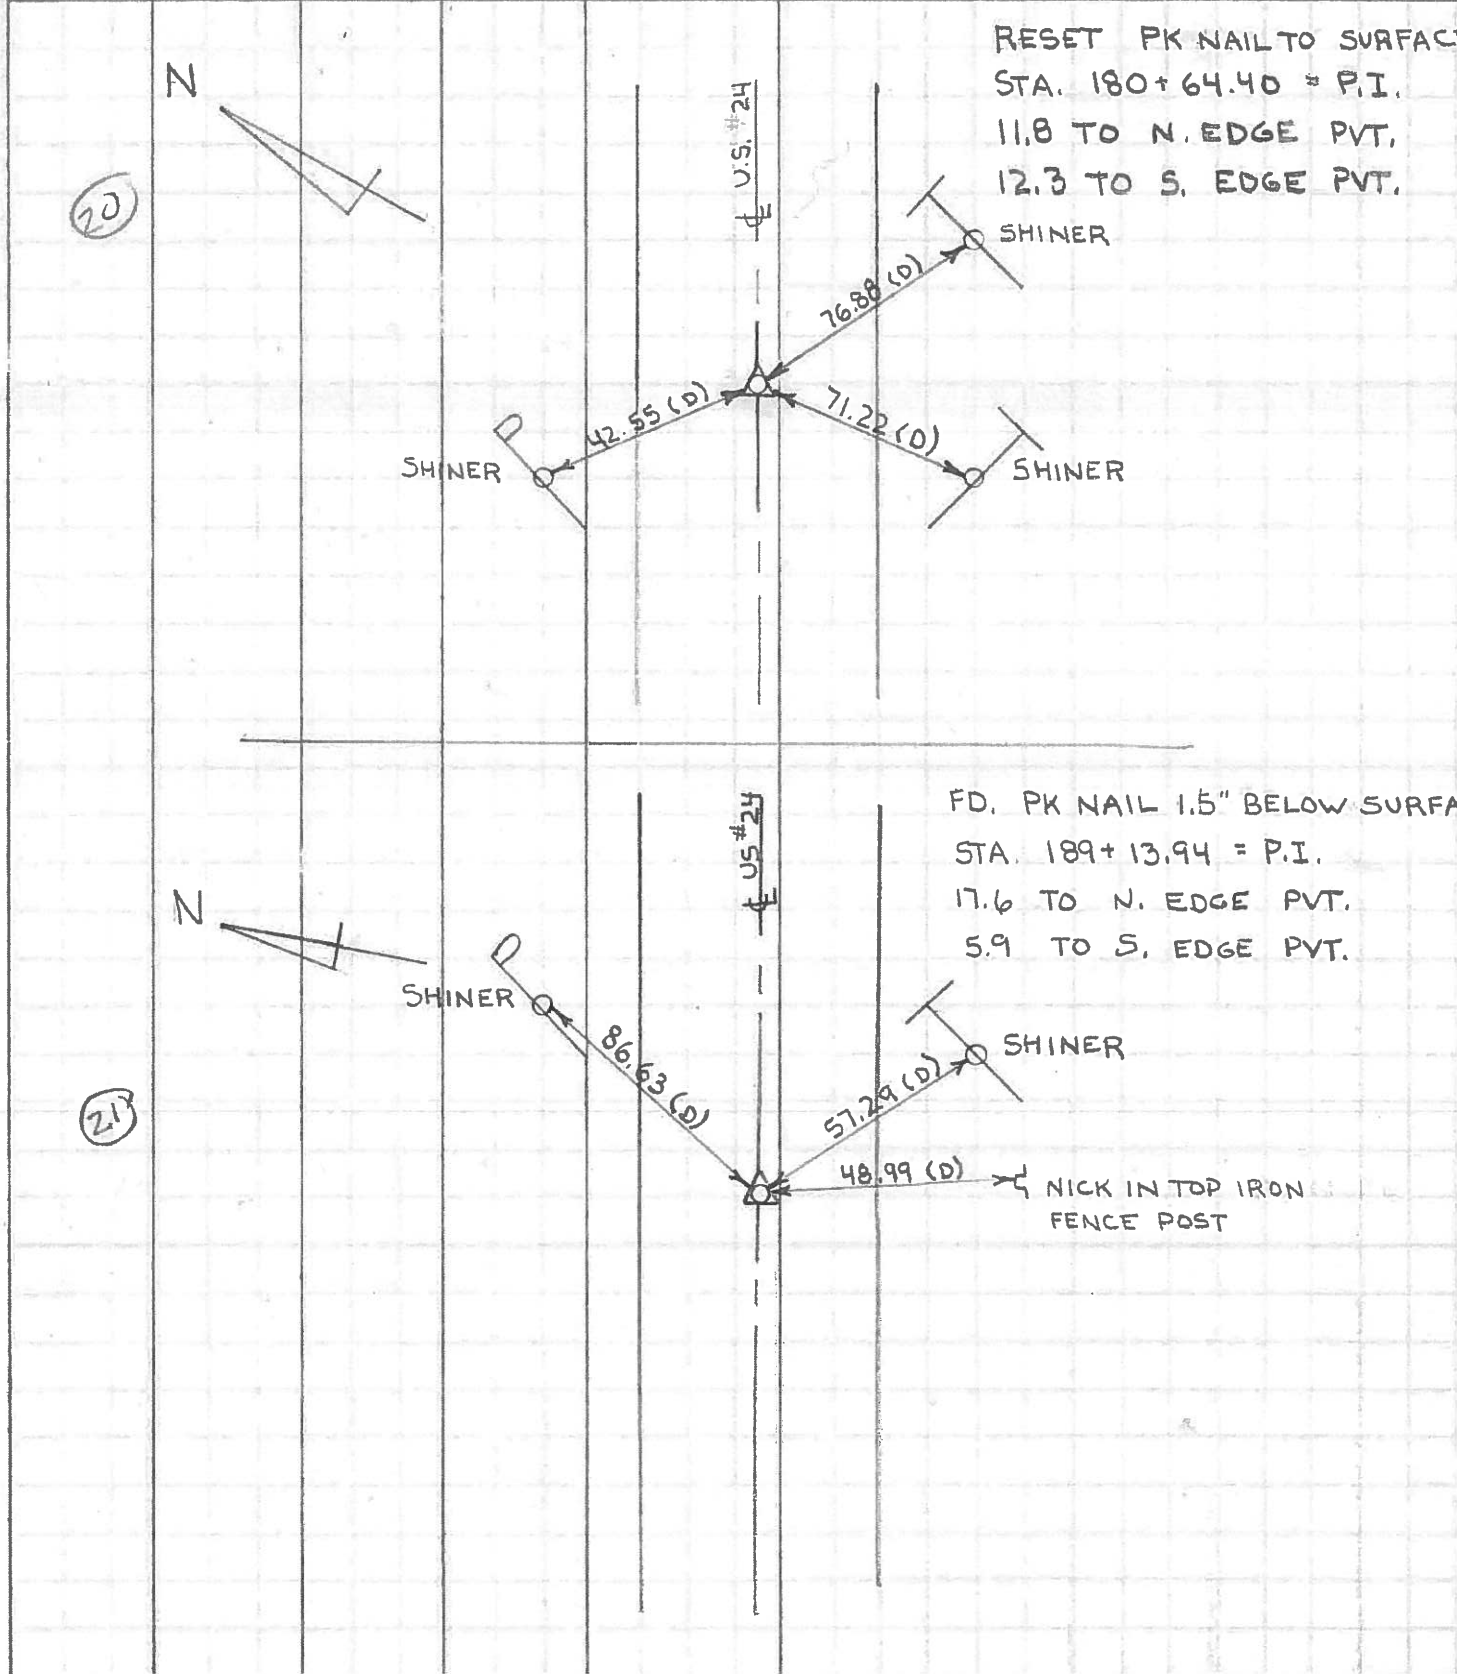 RESET PK NAIL TO SURFACE
STA. 180+64.40 = P.I.
11.8 TO N. EDGE PVT.
12.3 TO S. EDGE PVT.
N
20
℄ U.S. #24
SHINER
76.88 (D)
42.55 (D)
71.22 (D)
SHINER
SHINER
FD. PK NAIL 1.5" BELOW SURFA
STA. 189+13.94 = P.I.
17.6 TO N. EDGE PVT.
5.9 TO S. EDGE PVT.
℄ US #24
N
SHINER
86.63 (D)
SHINER
57.29 (D)
21
48.99 (D)
NICK IN TOP IRON
FENCE POST